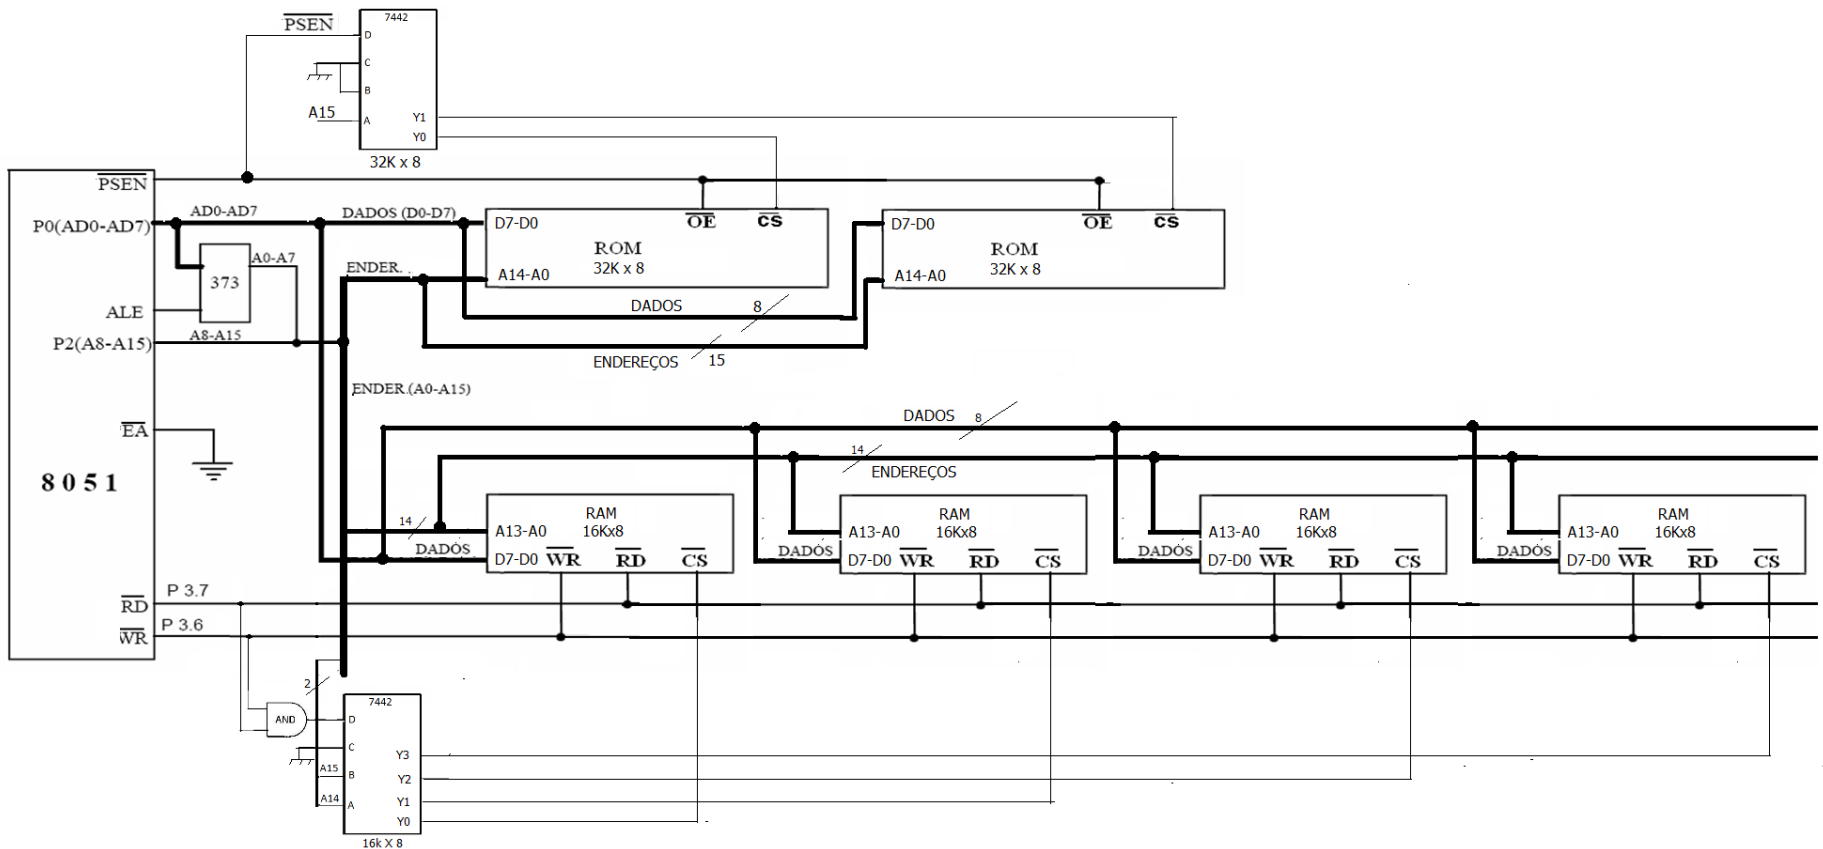 7442
PSEN
D
C
B
A15
A
Y1
Y0
32K x 8
PSEN
P0(AD0-AD7)
AD0-AD7
DADOS (D0-D7)
D7-D0
OE
CS
ROM
32K x 8
A14-A0
D7-D0
OE
CS
ROM
32K x 8
A14-A0
373
A0-A7
ENDER.
ALE
P2(A8-A15)
A8-A15
DADOS
8
ENDEREÇOS
15
ENDER.(A0-A15)
EA
8051
DADOS
8
14
ENDEREÇOS
RAM
16Kx8
14
A13-A0
DADOS
D7-D0
WR
RD
CS
RAM
16Kx8
A13-A0
DADOS
D7-D0
WR
RD
CS
RAM
16Kx8
A13-A0
DADOS
D7-D0
WR
RD
CS
RAM
16Kx8
A13-A0
DADOS
D7-D0
WR
RD
CS
RD
P 3.7
WR
P 3.6
2
7442
AND
D
C
A15
B
A14
A
Y3
Y2
Y1
Y0
16k X 8